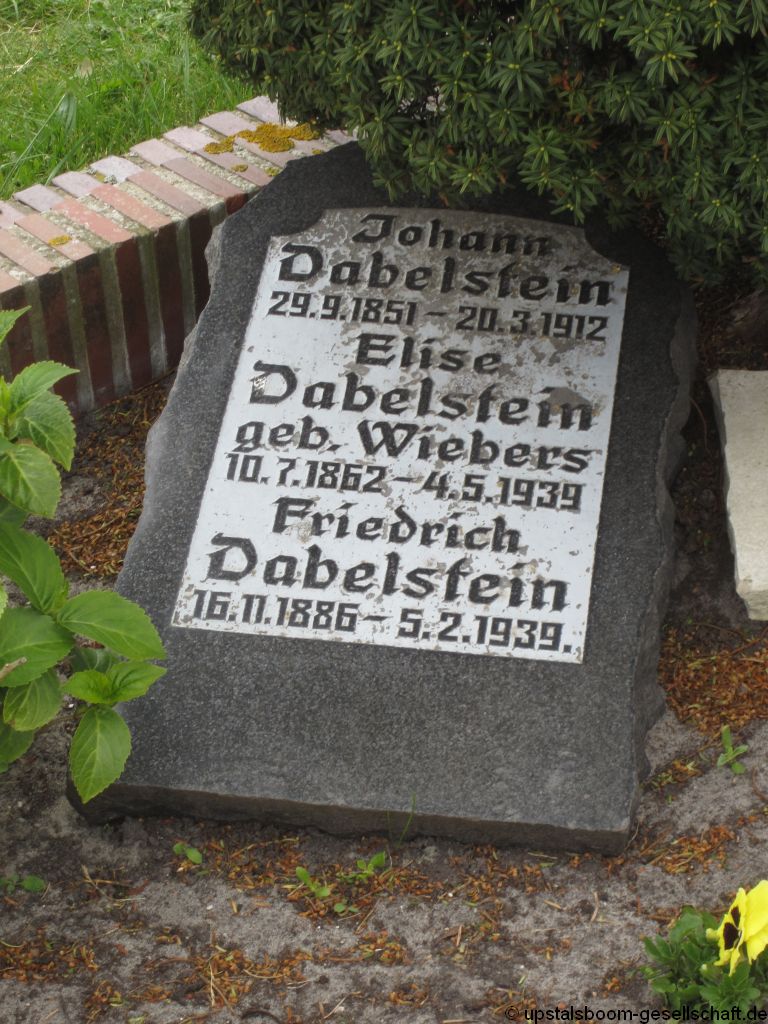 Johann
Dabelstein
29.9.1851 – 20.3.1912
Elise
Dabelstein
geb. Wiebers
10.7.1862 – 4.5.1939
Friedrich
Dabelstein
16.11.1886 – 5.2.1939.
© upstalsboom-gesellschaft.de